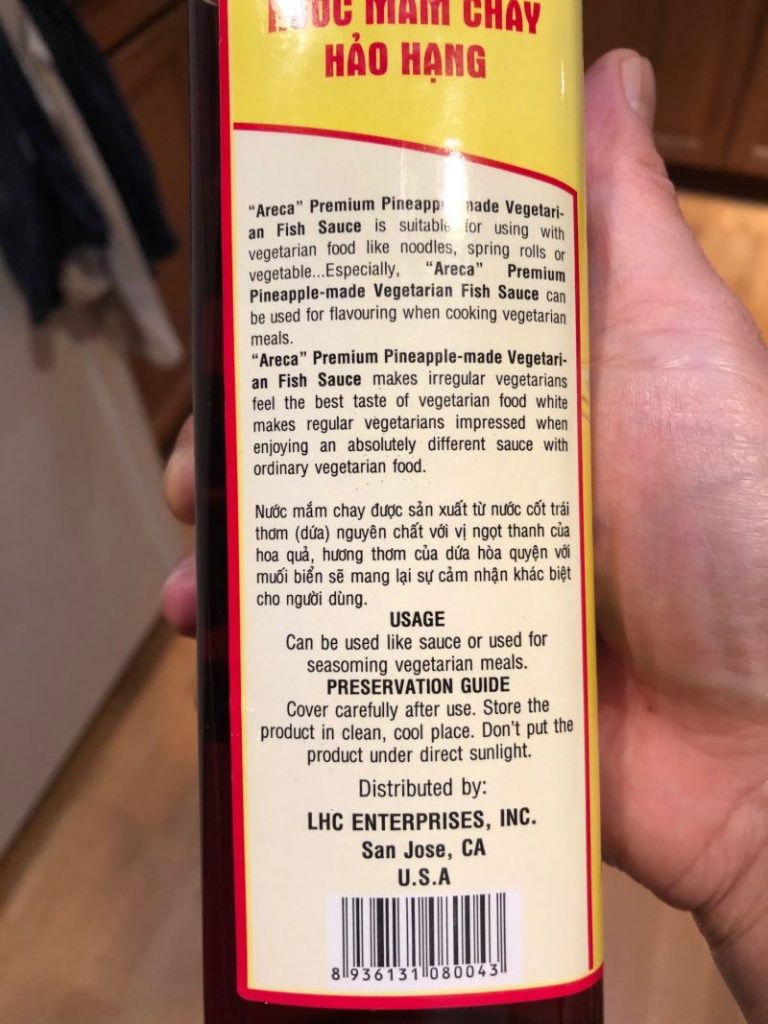 NƯỚC MẮM CHAY
HẢO HẠNG
“Areca” Premium Pineapple-made Vegetari-
an Fish Sauce is suitable for using with
vegetarian food like noodles, spring rolls or
vegetable...Especially, “Areca” Premium
Pineapple-made Vegetarian Fish Sauce can
be used for flavouring when cooking vegetarian
meals.
“Areca” Premium Pineapple-made Vegetari-
an Fish Sauce makes irregular vegetarians
feel the best taste of vegetarian food white
makes regular vegetarians impressed when
enjoying an absolutely different sauce with
ordinary vegetarian food.
Nước mắm chay được sản xuất từ nước cốt trái
thơm (dứa) nguyên chất với vị ngọt thanh của
hoa quả, hương thơm của dứa hòa quyện với
muối biển sẽ mang lại sự cảm nhận khác biệt
cho người dùng.
USAGE
Can be used like sauce or used for
seasoming vegetarian meals.
PRESERVATION GUIDE
Cover carefully after use. Store the
product in clean, cool place. Don't put the
product under direct sunlight.
Distributed by:
LHC ENTERPRISES, INC.
San Jose, CA
U.S.A
8 936131 080043